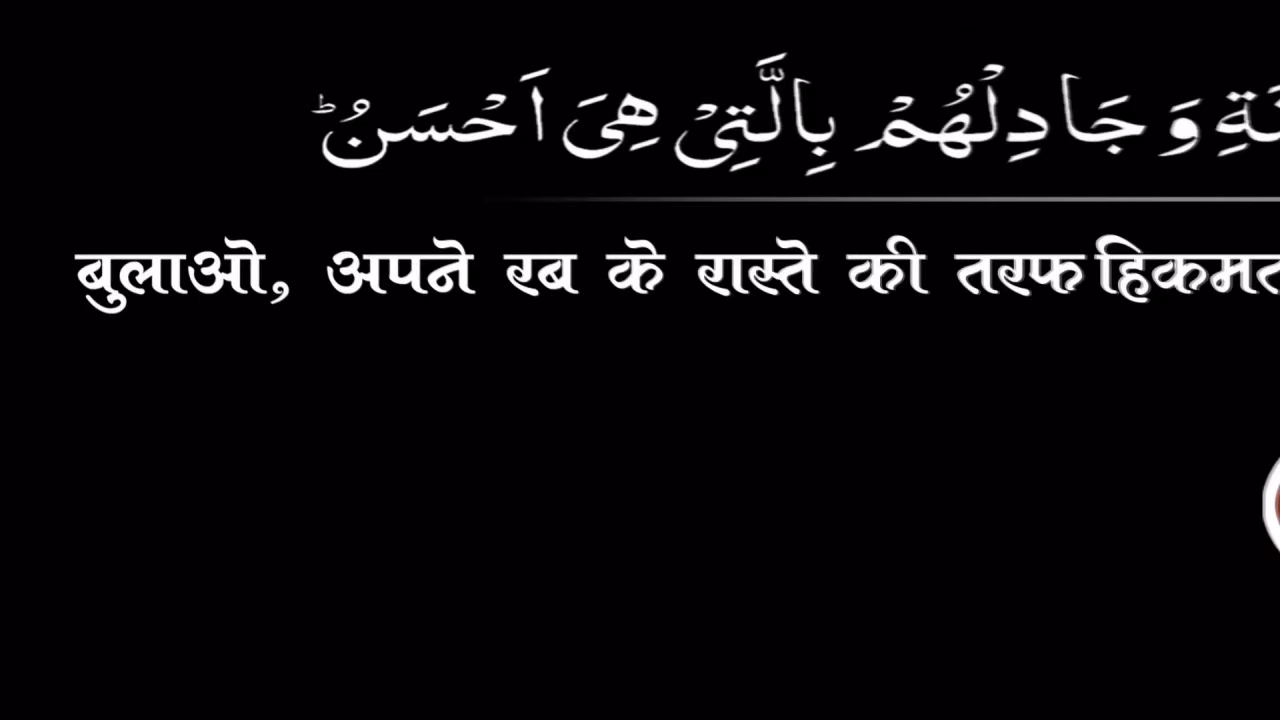 وَ جَادِلْهُمْ بِالَّتِیْ هِیَ اَحْسَنُ ؕ
बुलाओ, अपने रब के रास्ते की तरफ हिकमत